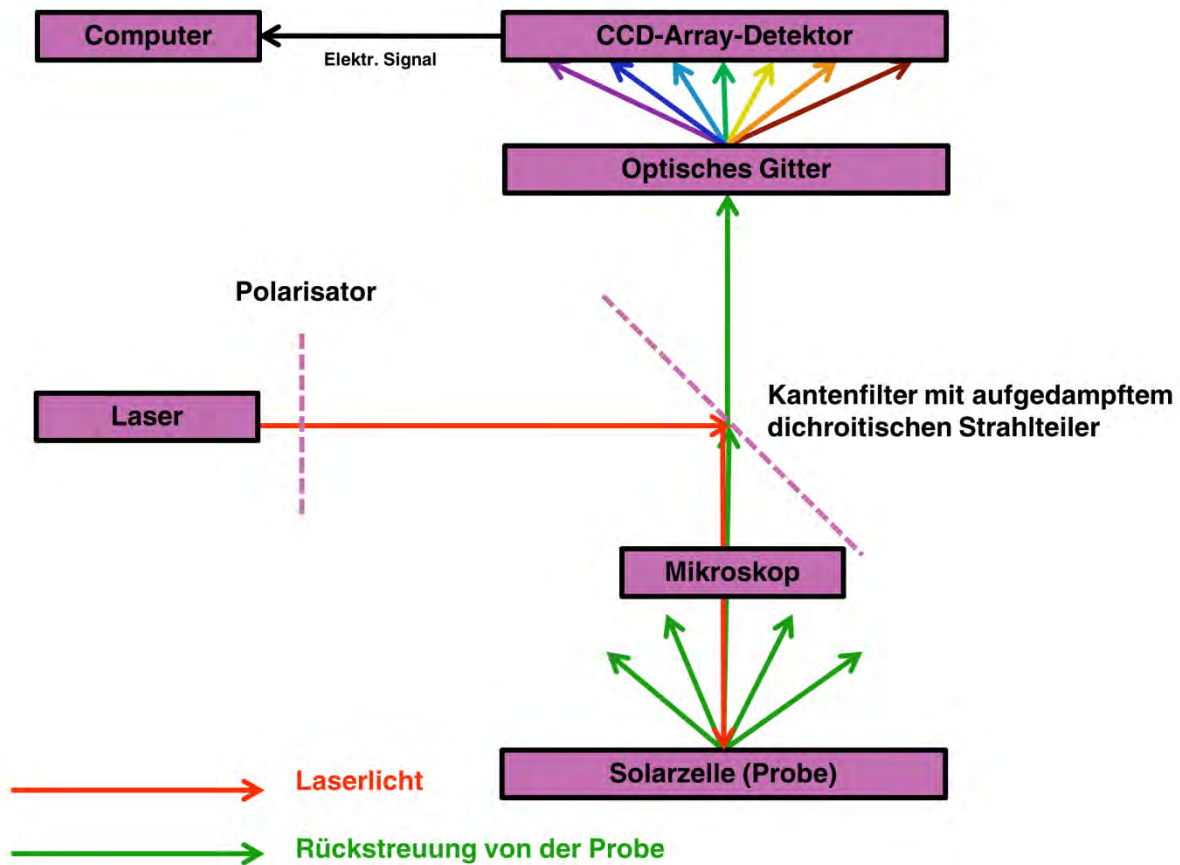 Computer
Elektr. Signal
CCD-Array-Detektor
Optisches Gitter
Polarisator
Laser
Kantenfilter mit aufgedampftem
dichroitischen Strahlteiler
Mikroskop
Solarzelle (Probe)
Laserlicht
Rückstreuung von der Probe